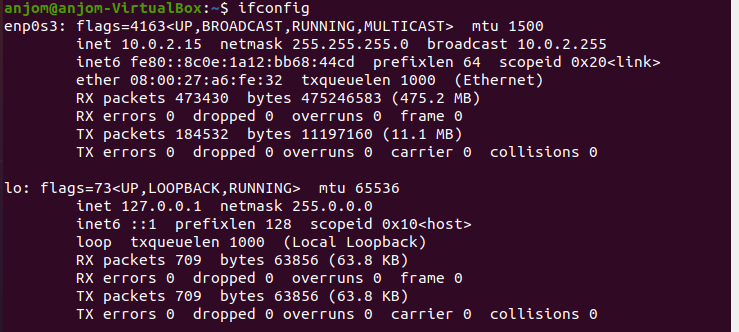 anjom@anjom-VirtualBox:~$ ifconfig
enp0s3: flags=4163<UP,BROADCAST,RUNNING,MULTICAST>  mtu 1500
        inet 10.0.2.15  netmask 255.255.255.0  broadcast 10.0.2.255
        inet6 fe80::8c0e:1a12:bb68:44cd  prefixlen 64  scopeid 0x20<link>
        ether 08:00:27:a6:fe:32  txqueuelen 1000  (Ethernet)
        RX packets 473430  bytes 475246583 (475.2 MB)
        RX errors 0  dropped 0  overruns 0  frame 0
        TX packets 184532  bytes 11197160 (11.1 MB)
        TX errors 0  dropped 0 overruns 0  carrier 0  collisions 0

lo: flags=73<UP,LOOPBACK,RUNNING>  mtu 65536
        inet 127.0.0.1  netmask 255.0.0.0
        inet6 ::1  prefixlen 128  scopeid 0x10<host>
        loop  txqueuelen 1000  (Local Loopback)
        RX packets 709  bytes 63856 (63.8 KB)
        RX errors 0  dropped 0  overruns 0  frame 0
        TX packets 709  bytes 63856 (63.8 KB)
        TX errors 0  dropped 0 overruns 0  carrier 0  collisions 0